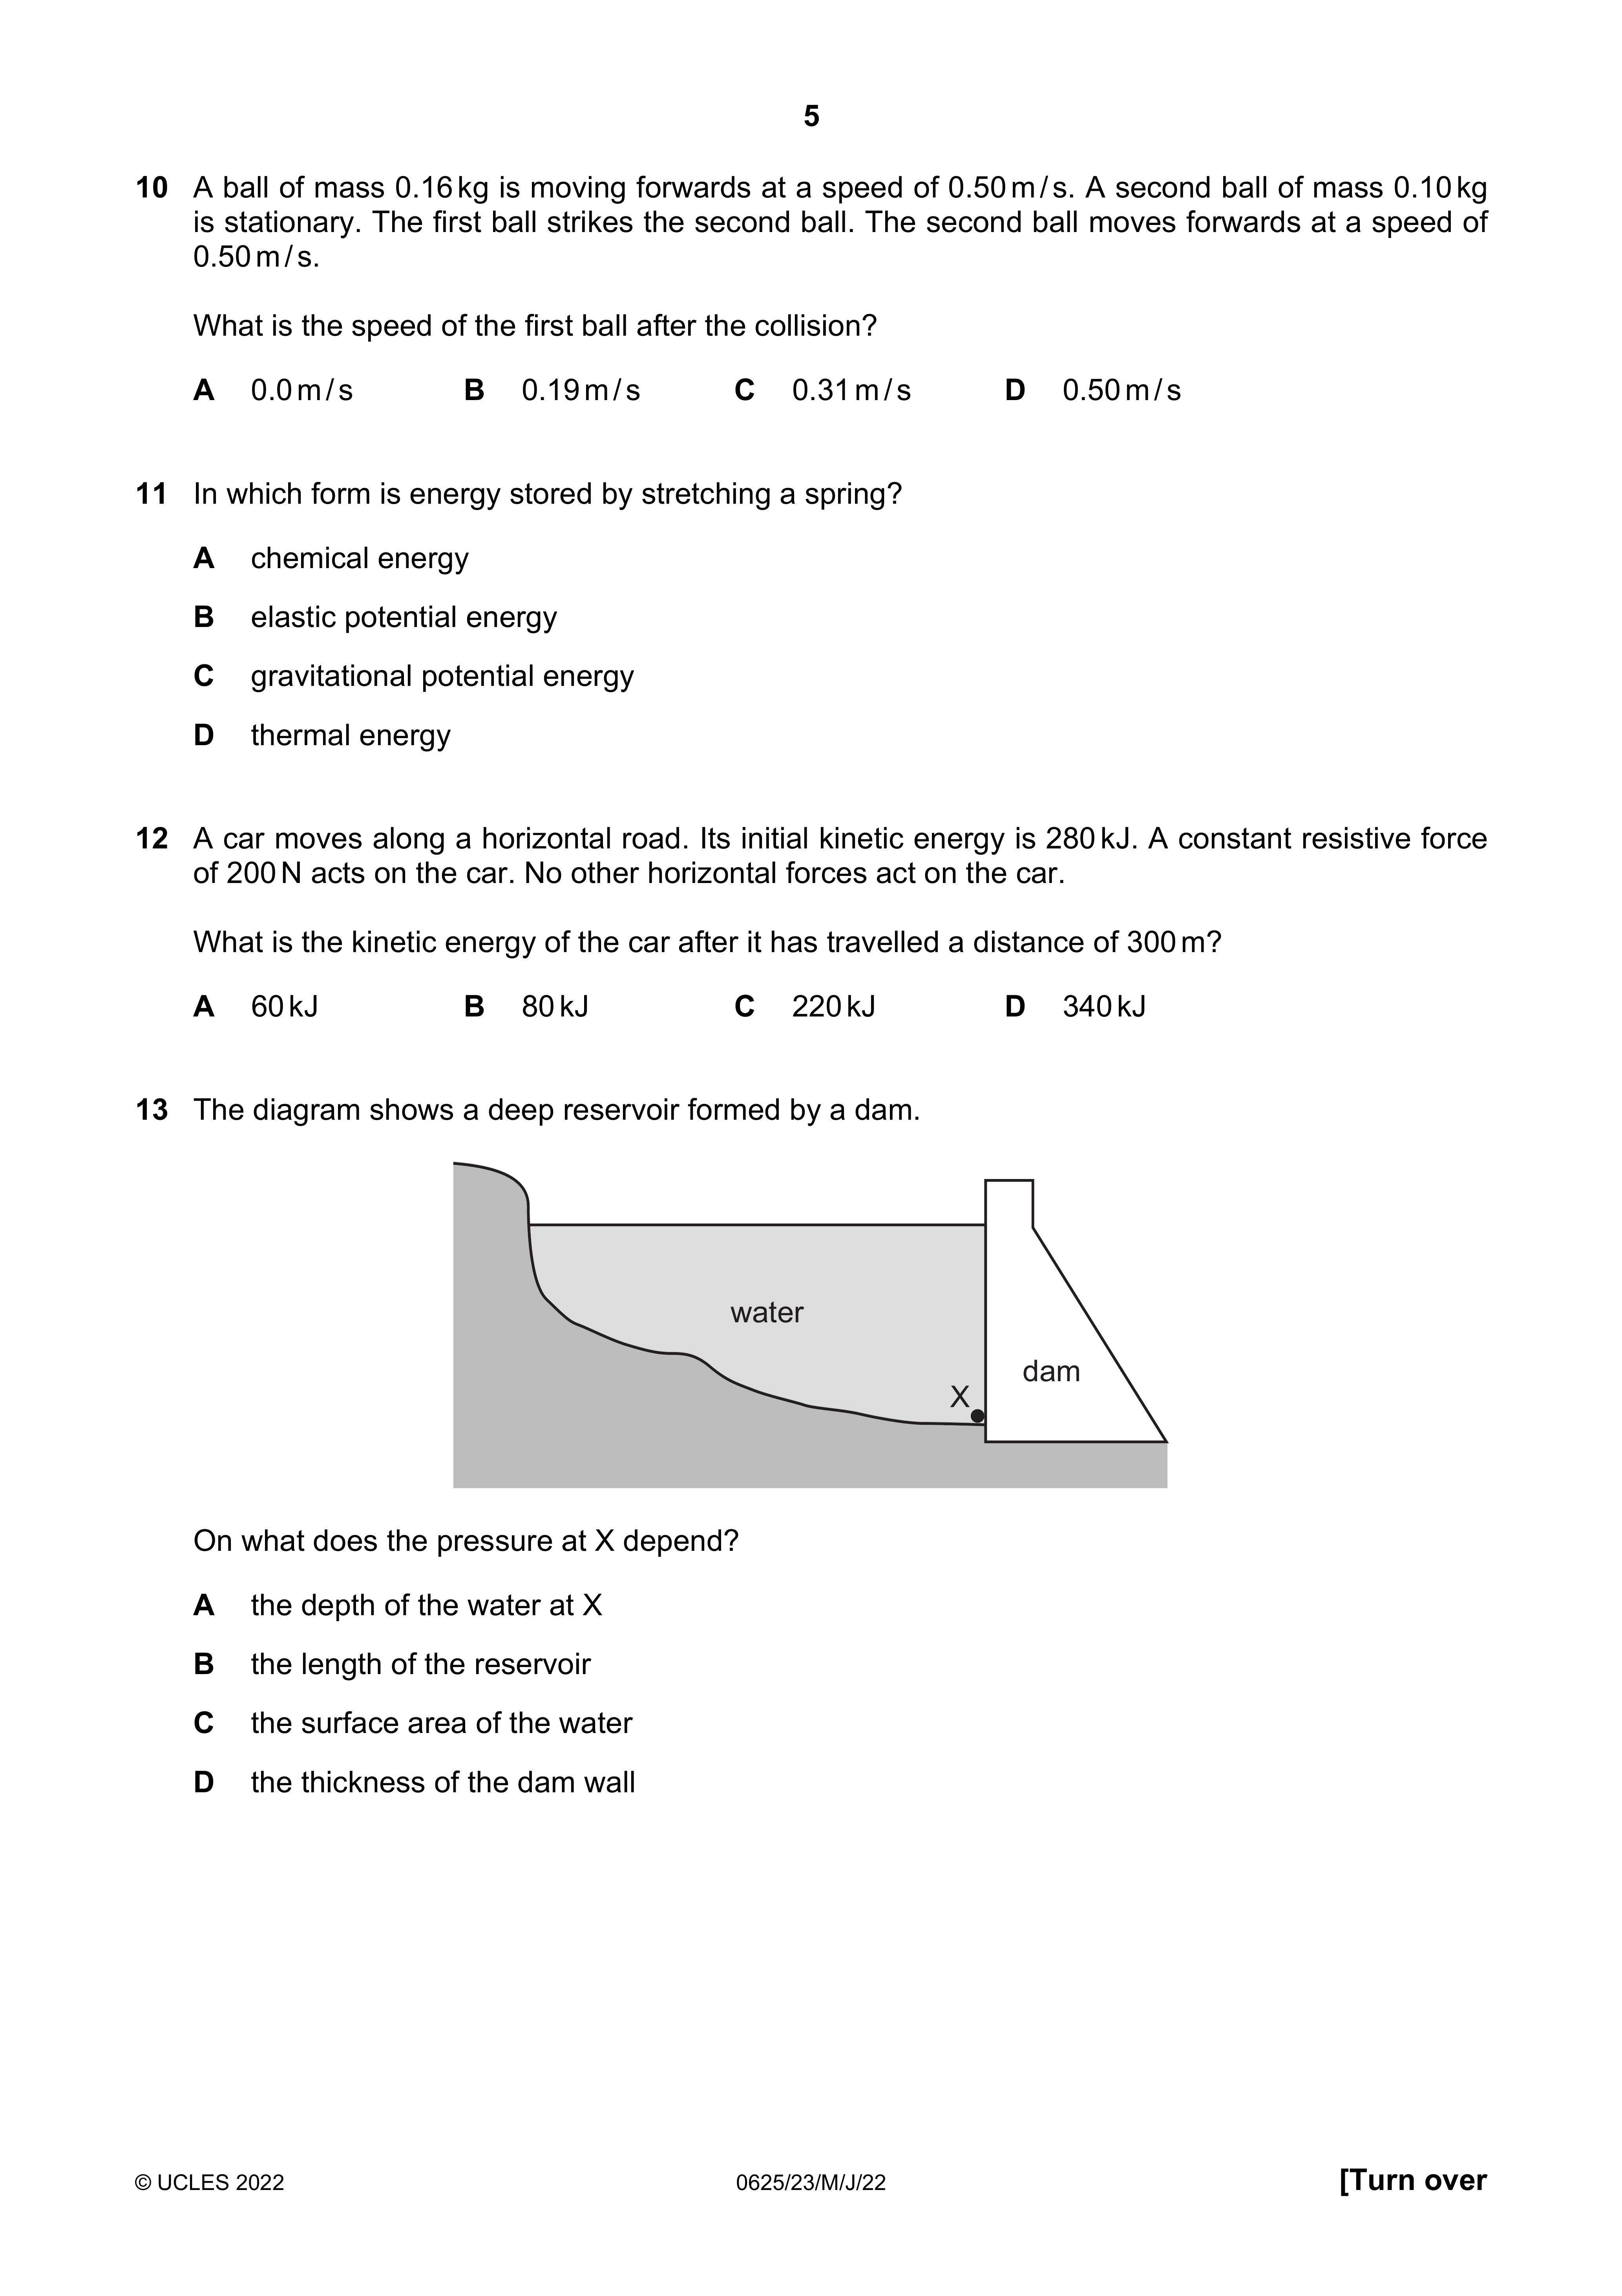 5
10 A ball of mass 0.16 kg is moving forwards at a speed of 0.50 m / s. A second ball of mass 0.10 kg
is stationary. The first ball strikes the second ball. The second ball moves forwards at a speed of
0.50 m / s.
What is the speed of the first ball after the collision?
A 0.0 m / s B 0.19 m / s C 0.31 m / s D 0.50 m / s
11 In which form is energy stored by stretching a spring?
A chemical energy
B elastic potential energy
C gravitational potential energy
D thermal energy
12 A car moves along a horizontal road. Its initial kinetic energy is 280 kJ. A constant resistive force
of 200 N acts on the car. No other horizontal forces act on the car.
What is the kinetic energy of the car after it has travelled a distance of 300 m?
A 60 kJ B 80 kJ C 220 kJ D 340 kJ
13 The diagram shows a deep reservoir formed by a dam.
water
dam
X
On what does the pressure at X depend?
A the depth of the water at X
B the length of the reservoir
C the surface area of the water
D the thickness of the dam wall
© UCLES 2022 0625/23/M/J/22 [Turn over